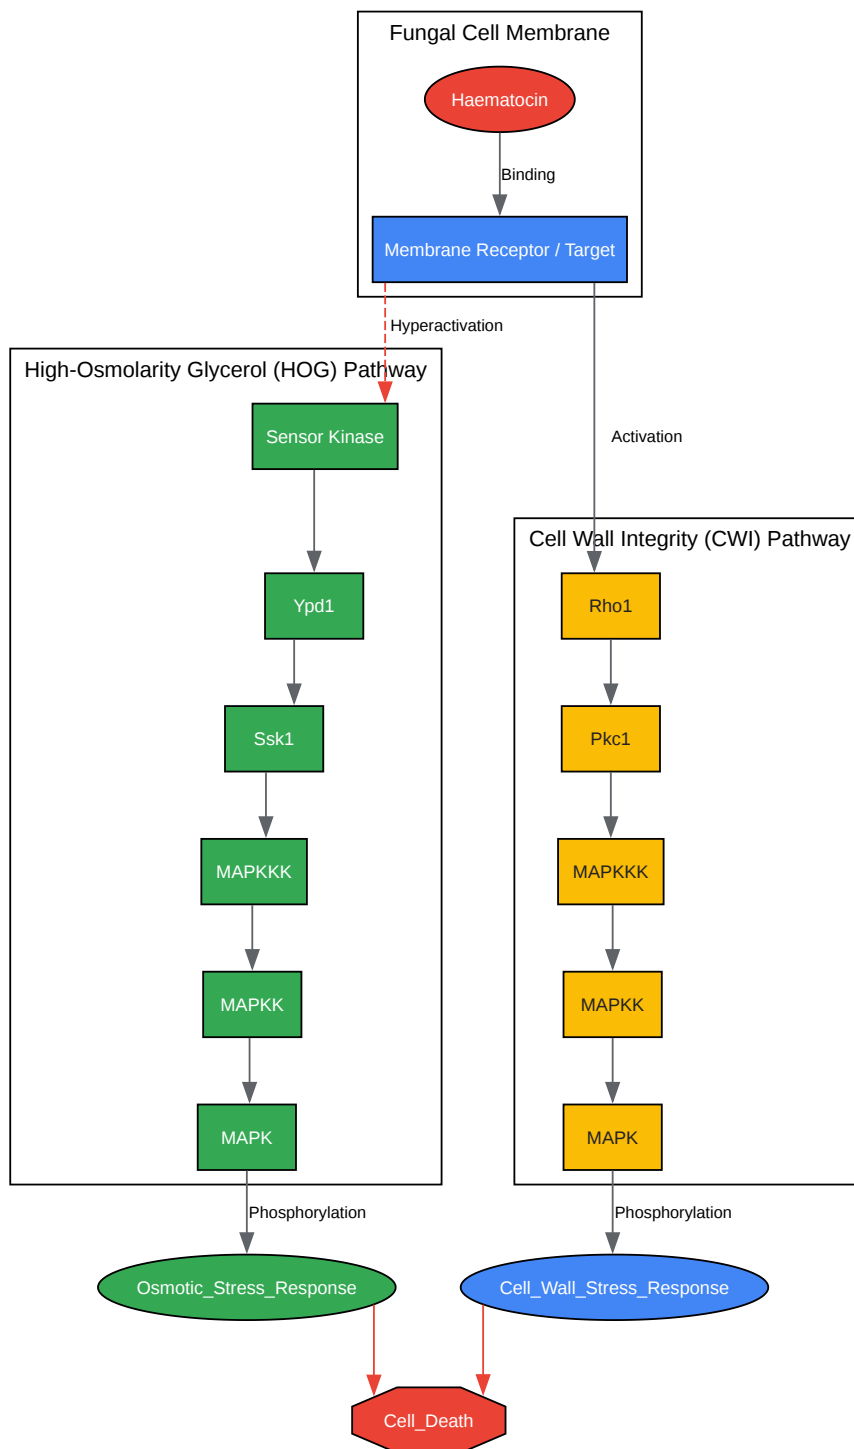 Fungal Cell Membrane
Haematocin
Binding
Membrane Receptor / Target
Hyperactivation
High-Osmolarity Glycerol (HOG) Pathway
Sensor Kinase
Activation
Cell Wall Integrity (CWI) Pathway
Ypd1
Rho1
Ssk1
Pkc1
MAPKKK
MAPKKK
MAPKK
MAPKK
MAPK
MAPK
Phosphorylation
Phosphorylation
Osmotic_Stress_Response
Cell_Wall_Stress_Response
Cell_Death